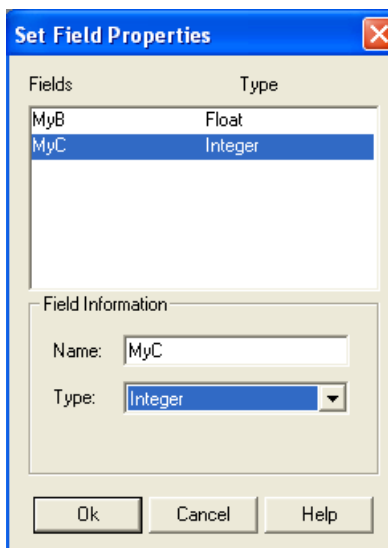 Set Field Properties
Fields Type
MyB Float
MyC Integer
Field Information
Name: MyC
Type: Integer
Ok Cancel Help